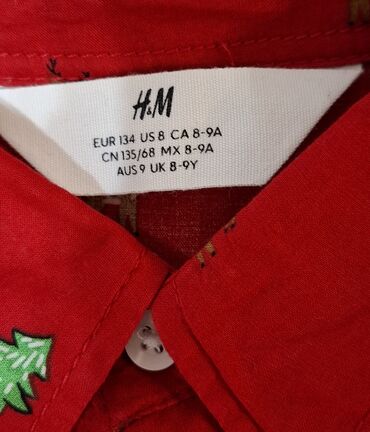 H&M
EUR 134 US 8 CA 8-9A
CN 135/68 MX 8-9A
AUS 9 UK 8-9Y